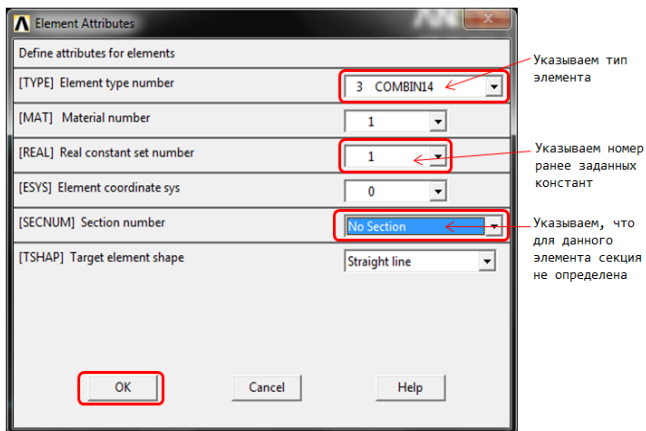 Element Attributes
Define attributes for elements
[TYPE] Element type number
3 COMBIN14
Указываем тип
элемента
[MAT] Material number
1
[REAL] Real constant set number
1
Указываем номер
ранее заданных
констант
[ESYS] Element coordinate sys
0
[SECNUM] Section number
No Section
Указываем, что
для данного
элемента секция
не определена
[TSHAP] Target element shape
Straight line
OK
Cancel
Help